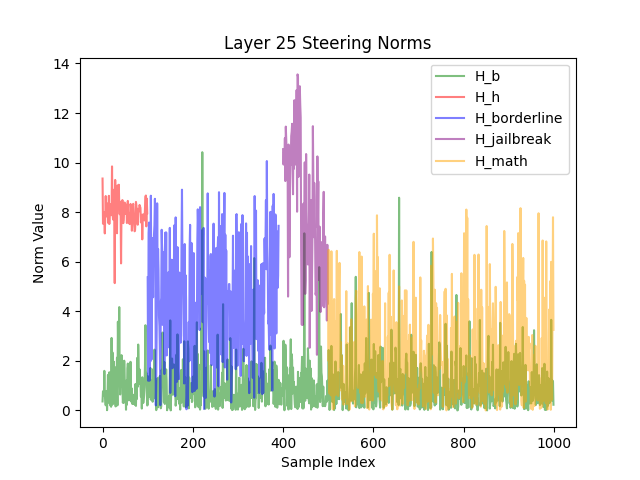 Layer 25 Steering Norms
H_b
H_h
H_borderline
H_jailbreak
H_math
Norm Value
14
12
10
8
6
4
2
0
0 200 400 600 800 1000
Sample Index